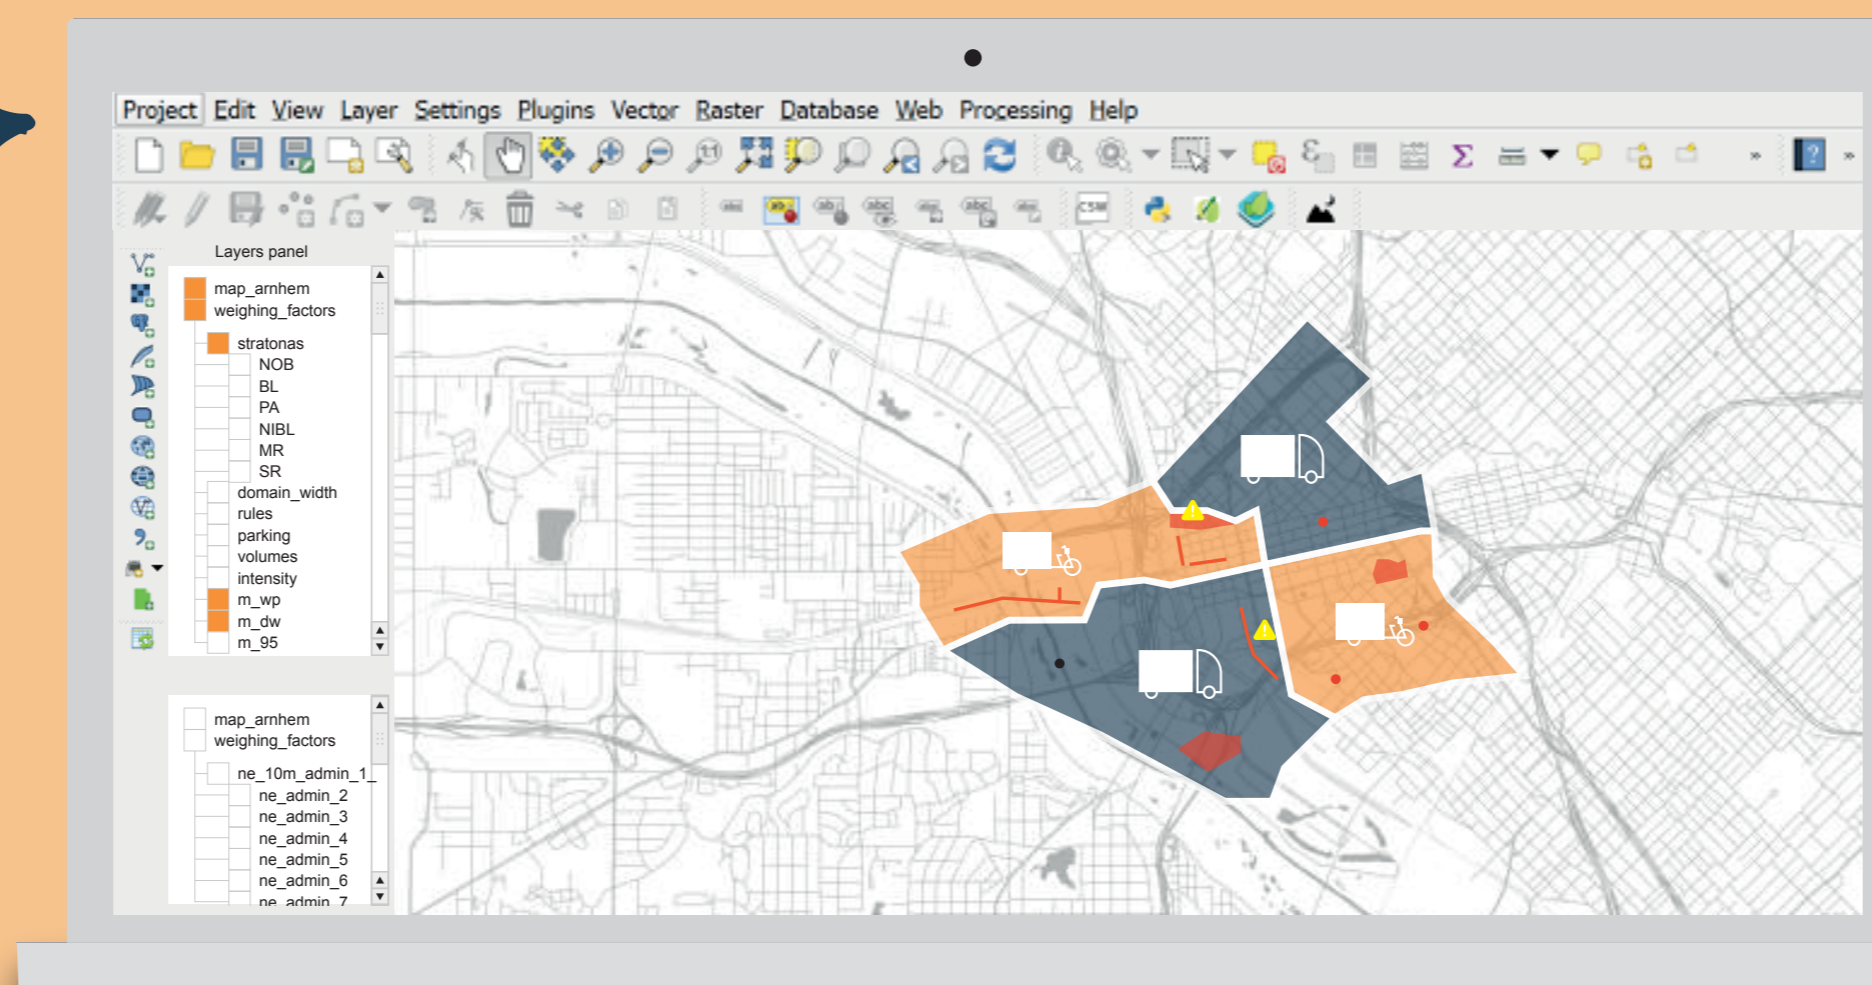 Project Edit View Layer Settings Plugins Vector Raster Database Web Processing Help
CSW
Layers panel
map_arnhem
weighing_factors
stratonas
NOB
BL
PA
NIBL
MR
SR
domain_width
rules
parking
volumes
intensity
m_wp
m_dw
m_95
map_arnhem
weighing_factors
ne_10m_admin_1_
ne_admin_2
ne_admin_3
ne_admin_4
ne_admin_5
ne_admin_6
ne_admin_7